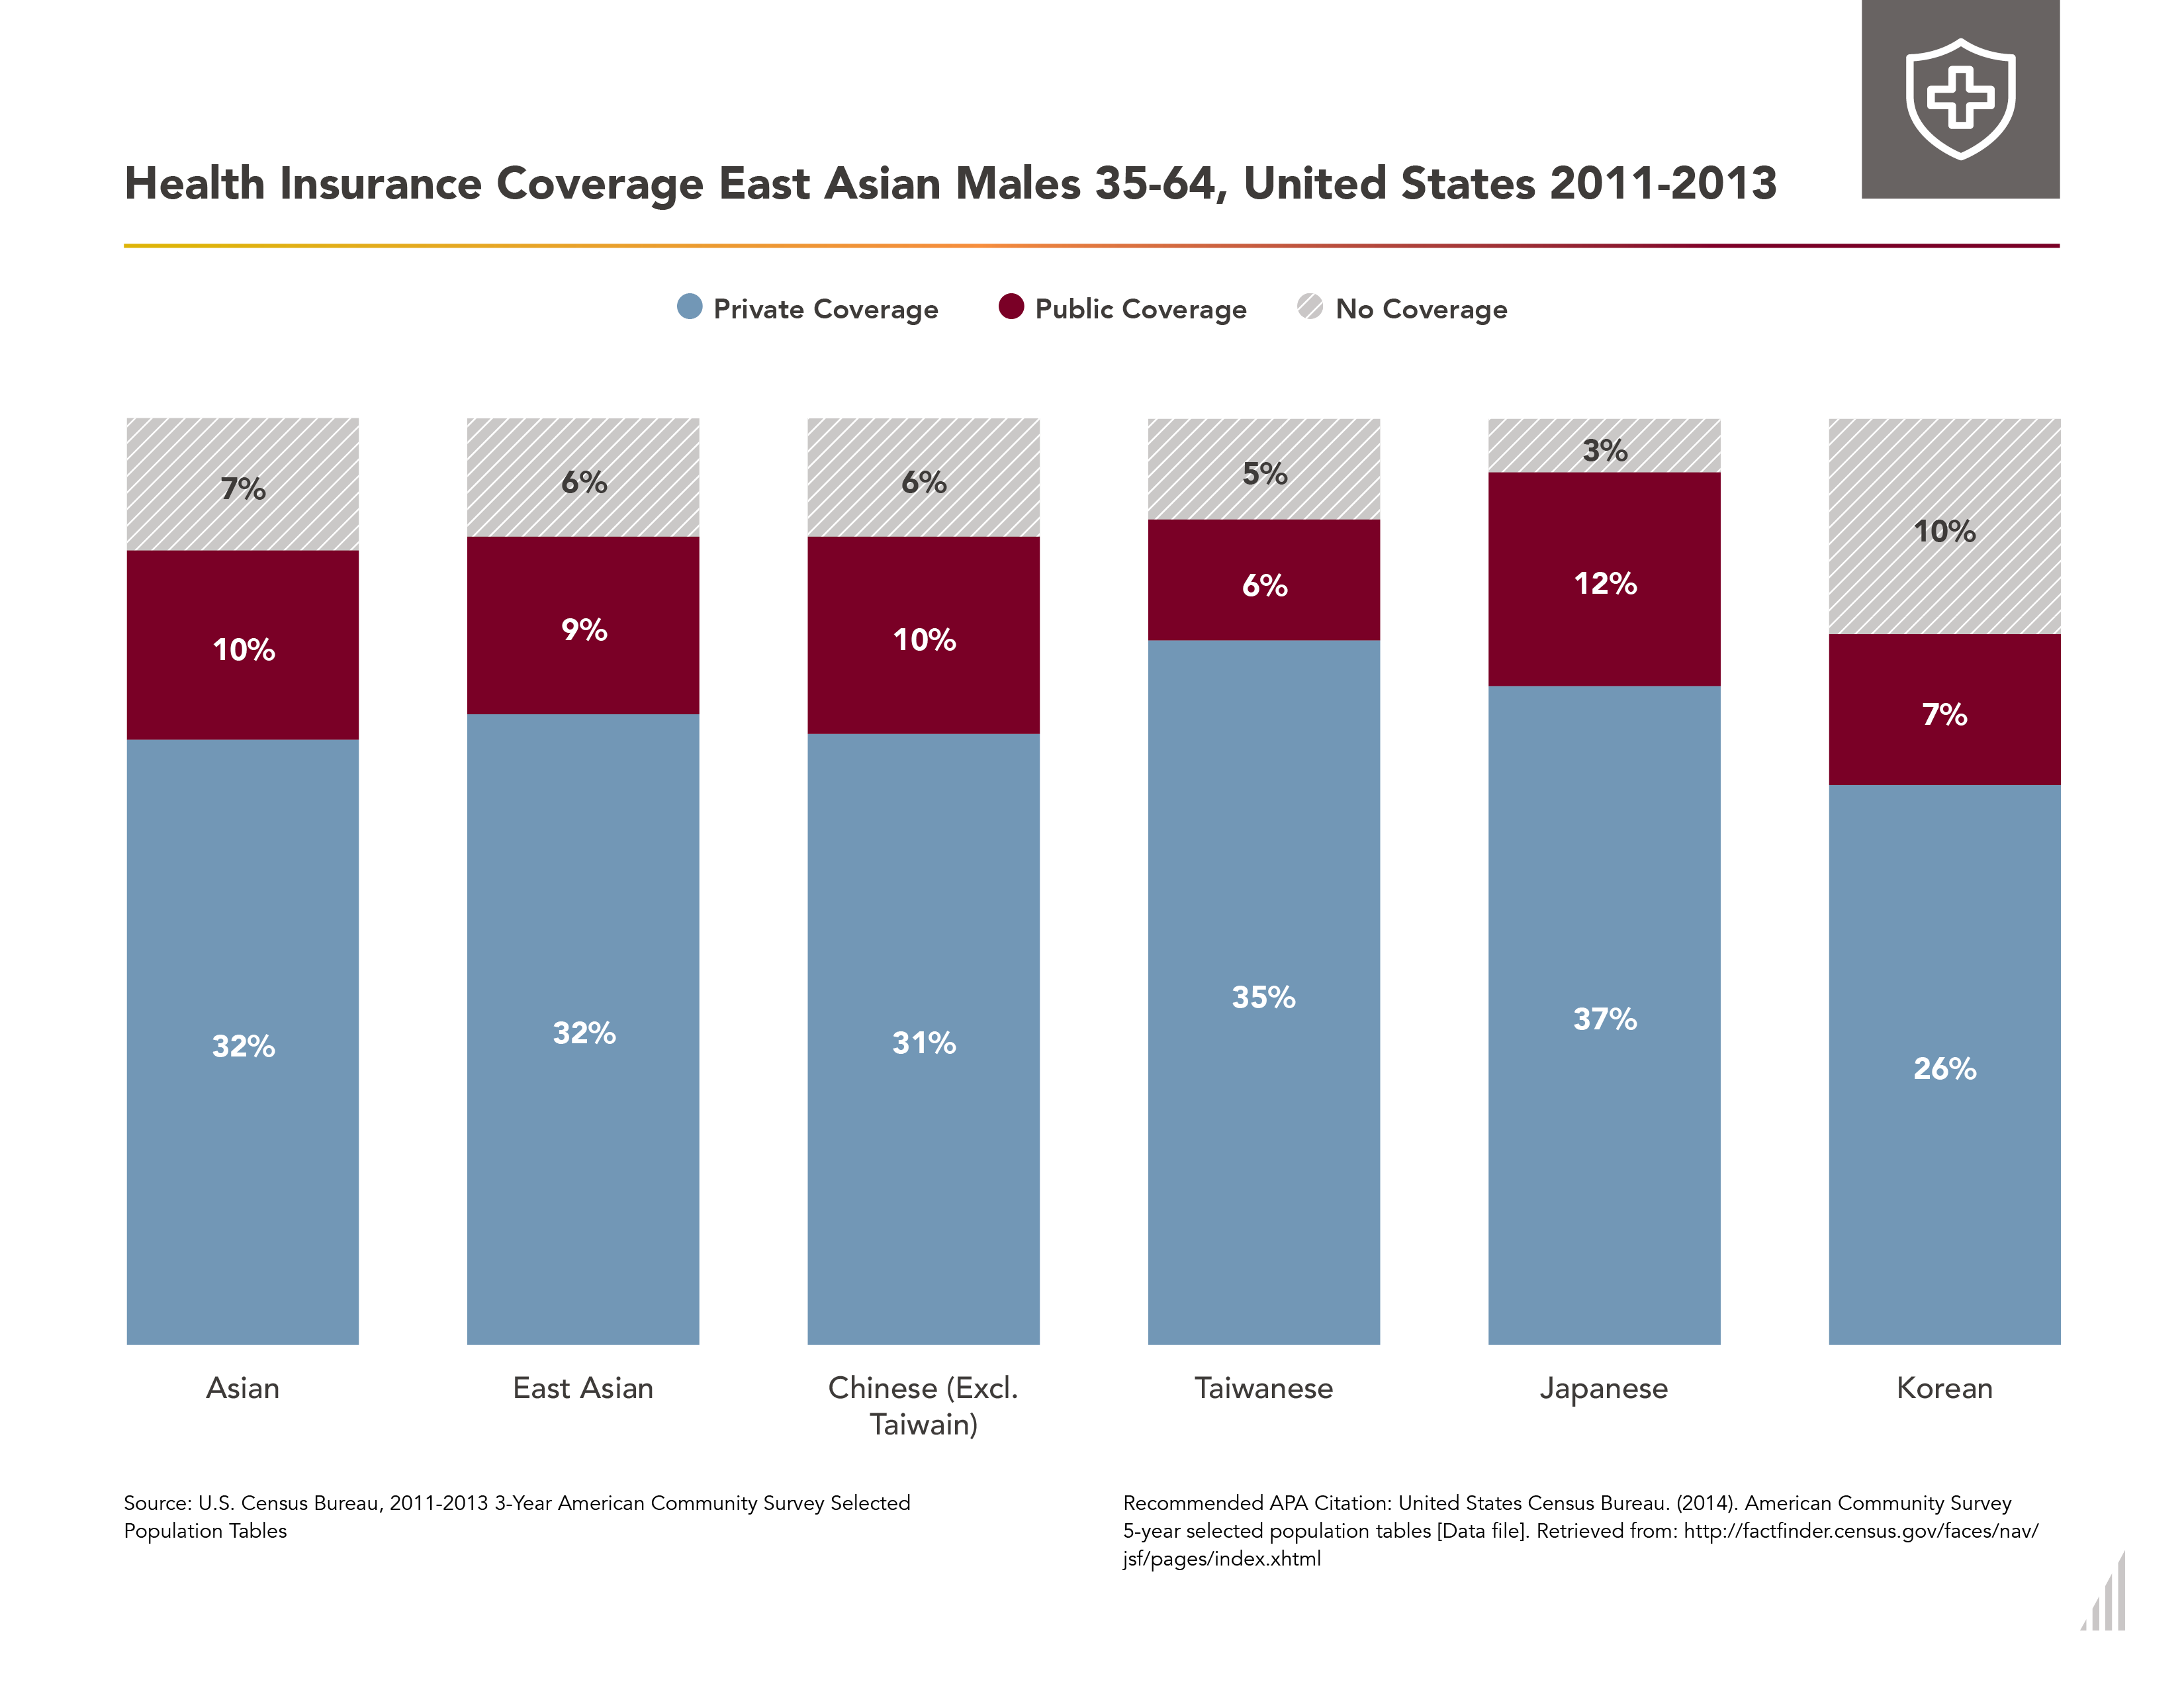 Health Insurance Coverage East Asian Males 35-64, United States 2011-2013
Private Coverage Public Coverage No Coverage
7% 6% 6% 5% 3% 10%
10% 9% 10% 6% 12% 7%
32% 32% 31% 35% 37% 26%
Asian East Asian Chinese (Excl. Taiwanese Japanese Korean
Taiwain)
Source: U.S. Census Bureau, 2011-2013 3-Year American Community Survey Selected
Population Tables
Recommended APA Citation: United States Census Bureau. (2014). American Community Survey
5-year selected population tables [Data file]. Retrieved from: http://factfinder.census.gov/faces/nav/
jsf/pages/index.xhtml